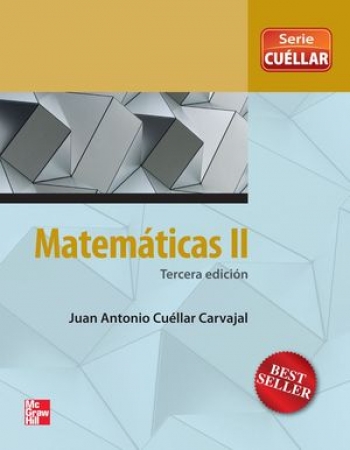 Serie
CUÉLLAR
Matemáticas II
Tercera edición
Juan Antonio Cuéllar Carvajal
BEST
SELLER
Mc
Graw
Hill